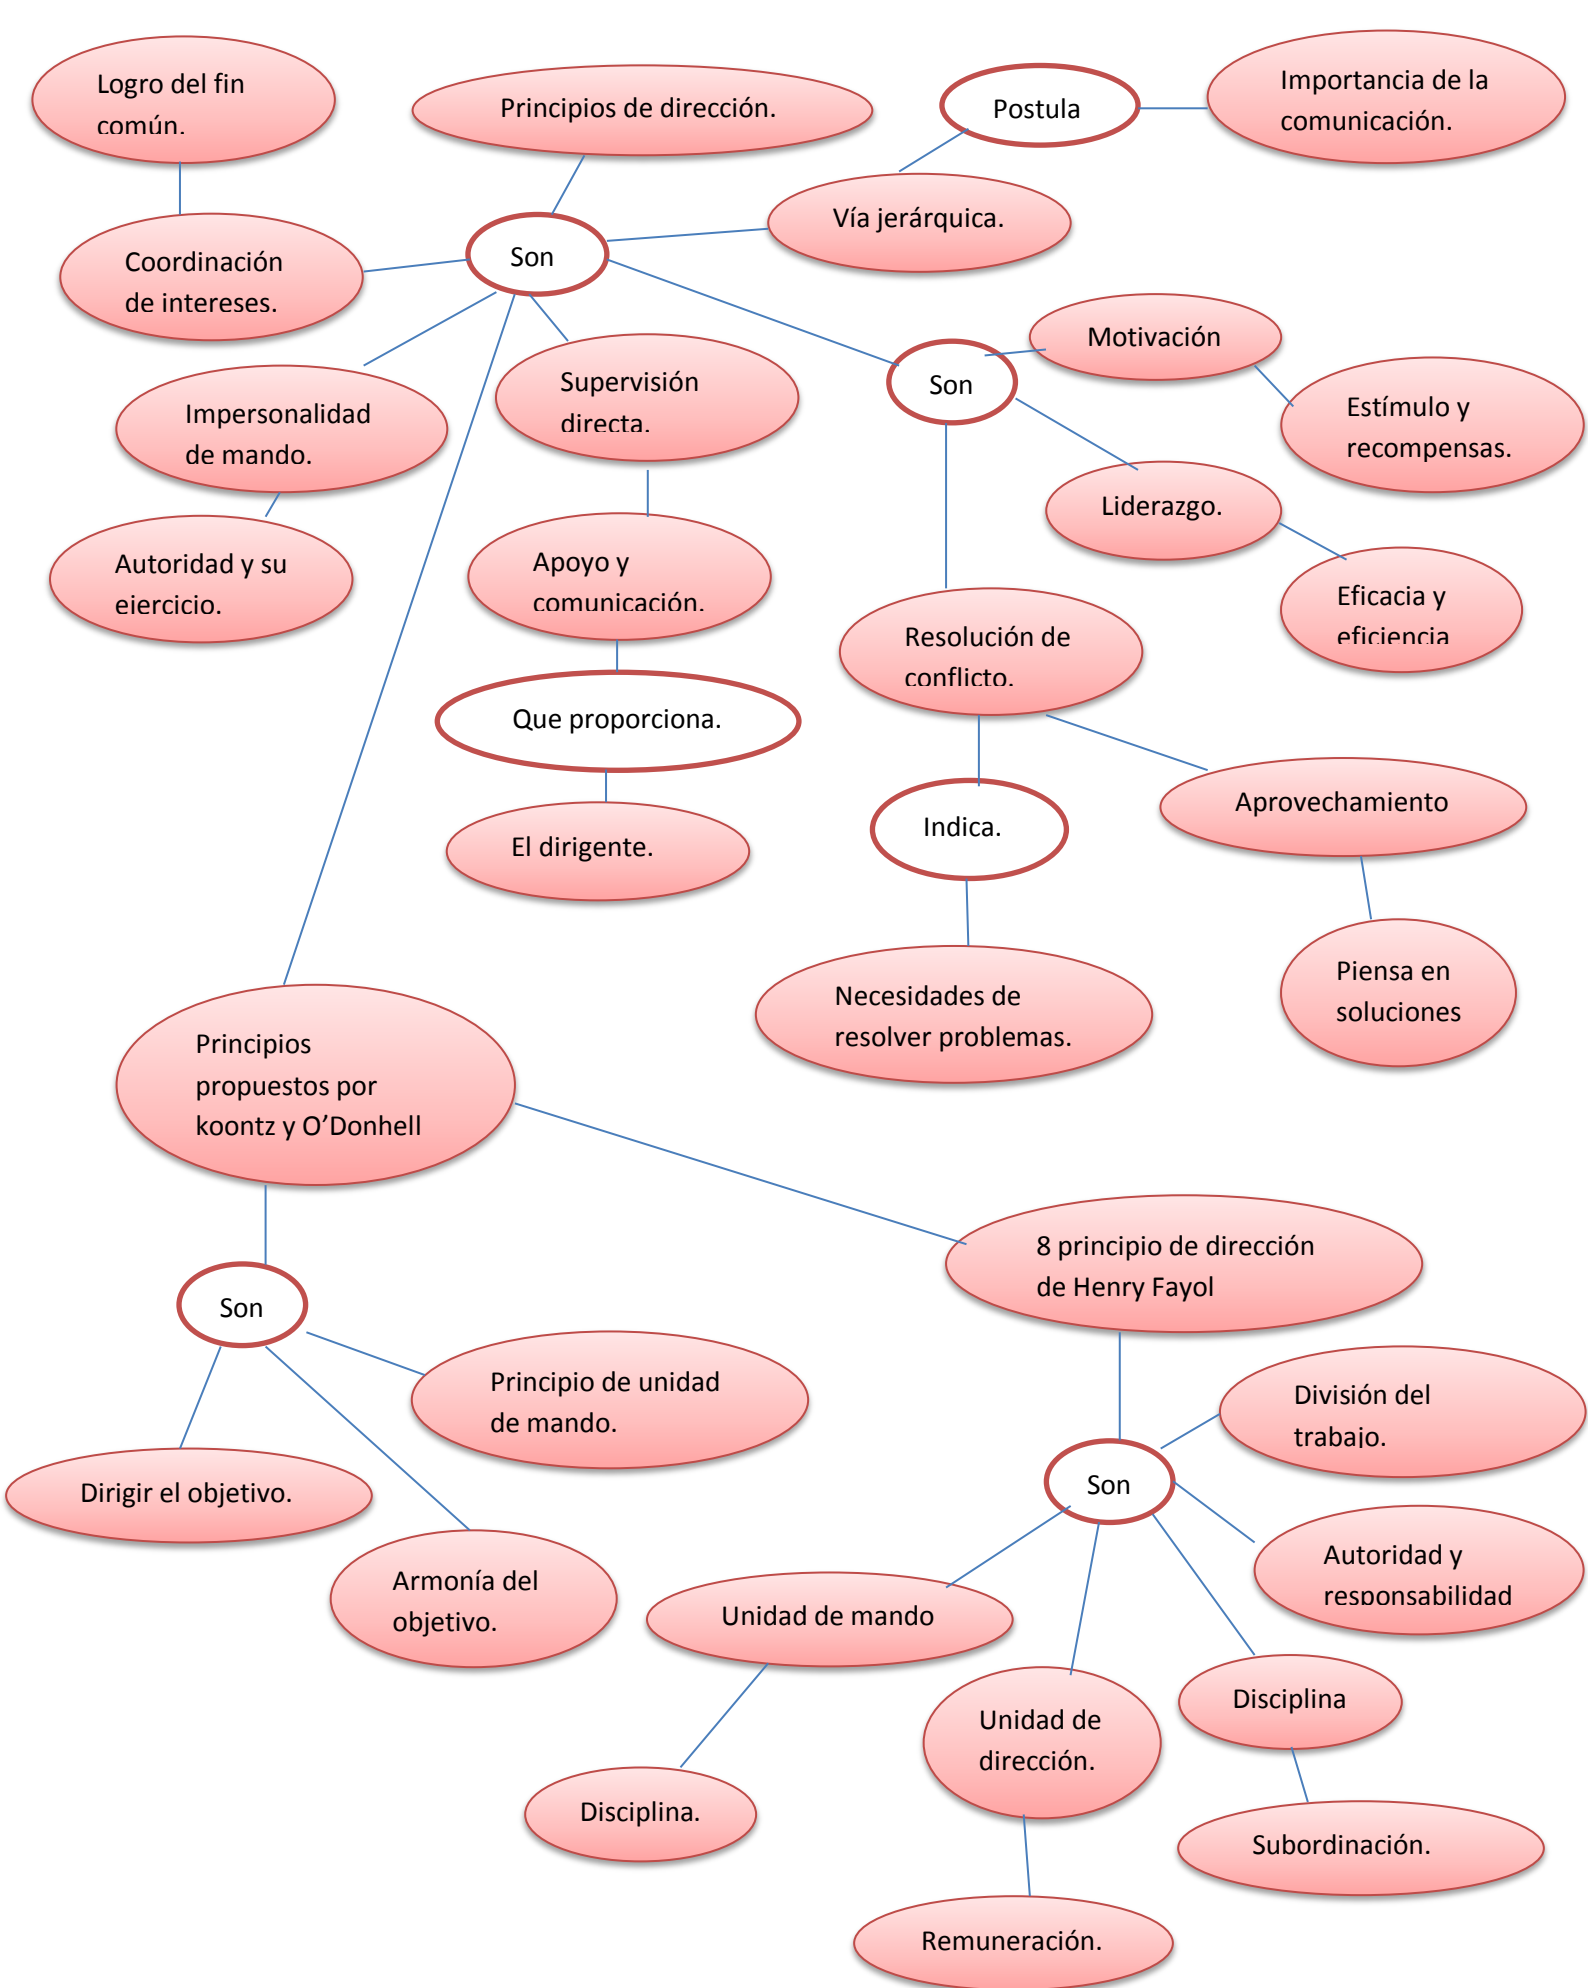 Logro del fin
común.
Principios de dirección.
Postula
Importancia de la
comunicación.
Vía jerárquica.
Son
Coordinación
de intereses.
Motivación
Son
Supervisión
directa.
Impersonalidad
de mando.
Estímulo y
recompensas.
Liderazgo.
Autoridad y su
ejercicio.
Apoyo y
comunicación.
Eficacia y
eficiencia
Resolución de
conflicto.
Que proporciona.
Aprovechamiento
Indica.
El dirigente.
Piensa en
soluciones
Necesidades de
resolver problemas.
Principios
propuestos por
koontz y O’Donhell
8 principio de dirección
de Henry Fayol
Son
Principio de unidad
de mando.
División del
trabajo.
Son
Dirigir el objetivo.
Autoridad y
responsabilidad
Armonía del
objetivo.
Unidad de mando
Disciplina
Unidad de
dirección.
Disciplina.
Subordinación.
Remuneración.